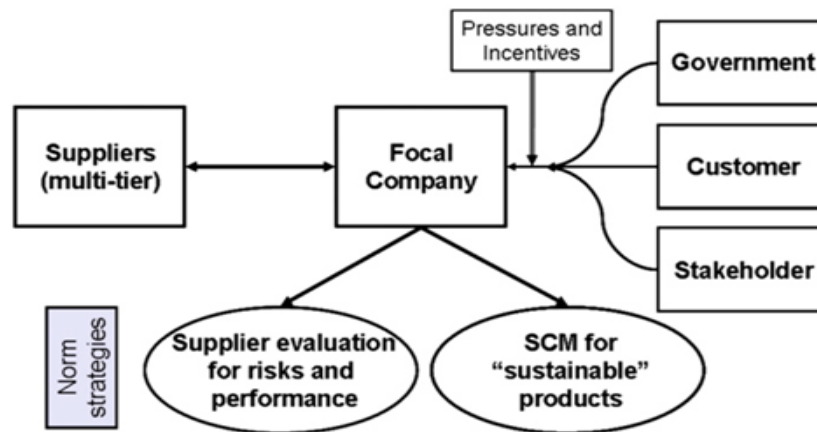 Pressures and
Incentives
Government
Suppliers
(multi-tier)
Focal
Company
Customer
Stakeholder
Norm
strategies
Supplier evaluation
for risks and
performance
SCM for
“sustainable”
products